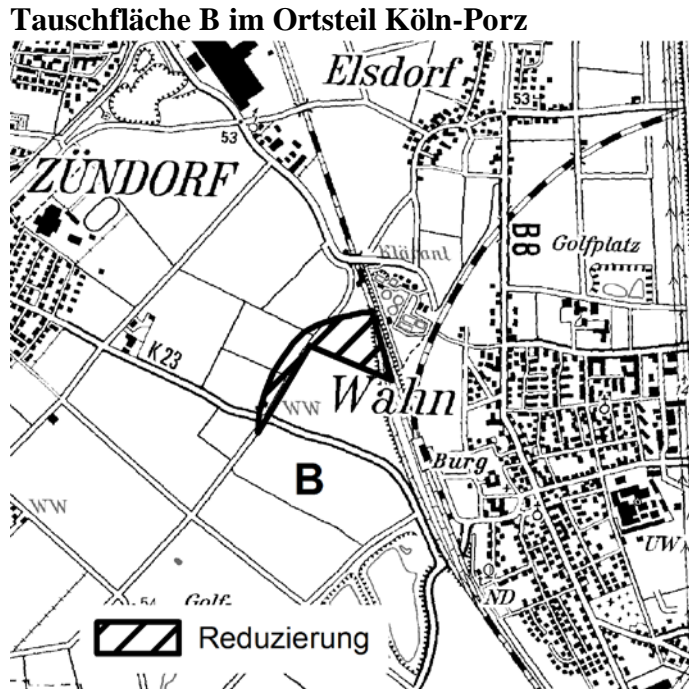 Tauschfläche B im Ortsteil Köln-Porz
Elsdorf
53
53
ZÜNDORF
Kläranl
B 8
Golfplatz
K 23
WW
Wahn
Burg
B
WW
UW
ND
54
Golf-
Reduzierung